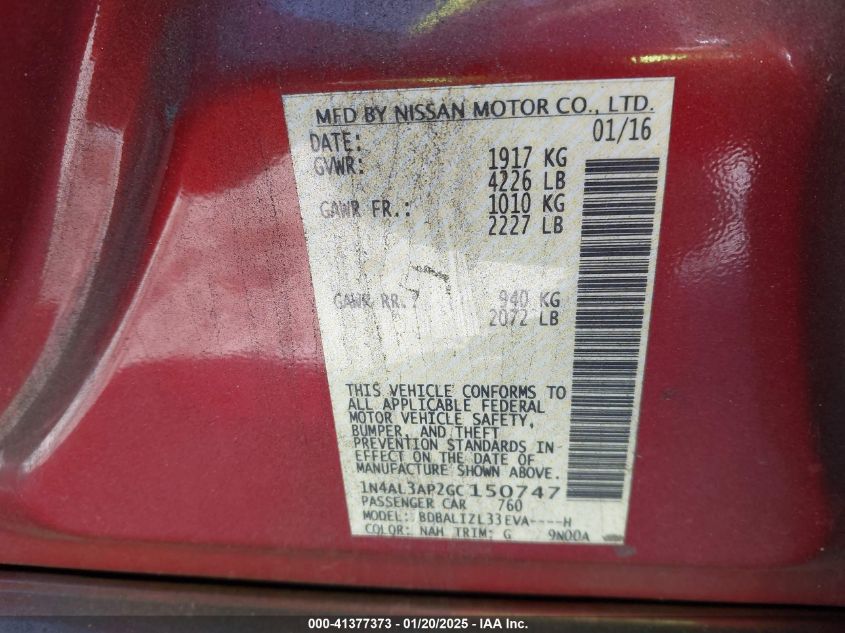 MFD BY NISSAN MOTOR CO., LTD.
DATE: 01/16
GVWR: 1917 KG
4226 LB
GAWR FR.: 1010 KG
2227 LB
GAWR RR.: 940 KG
2072 LB
THIS VEHICLE CONFORMS TO
ALL APPLICABLE FEDERAL
MOTOR VEHICLE SAFETY,
BUMPER, AND THEFT
PREVENTION STANDARDS IN
EFFECT ON THE DATE OF
MANUFACTURE SHOWN ABOVE.
1N4AL3AP2GC150747
PASSENGER CAR 760
MODEL: BDBALIZL33EVA----H
COLOR: NAH TRIM: G 9N00A
000-41377373 — 01/20/2025 — IAA Inc.